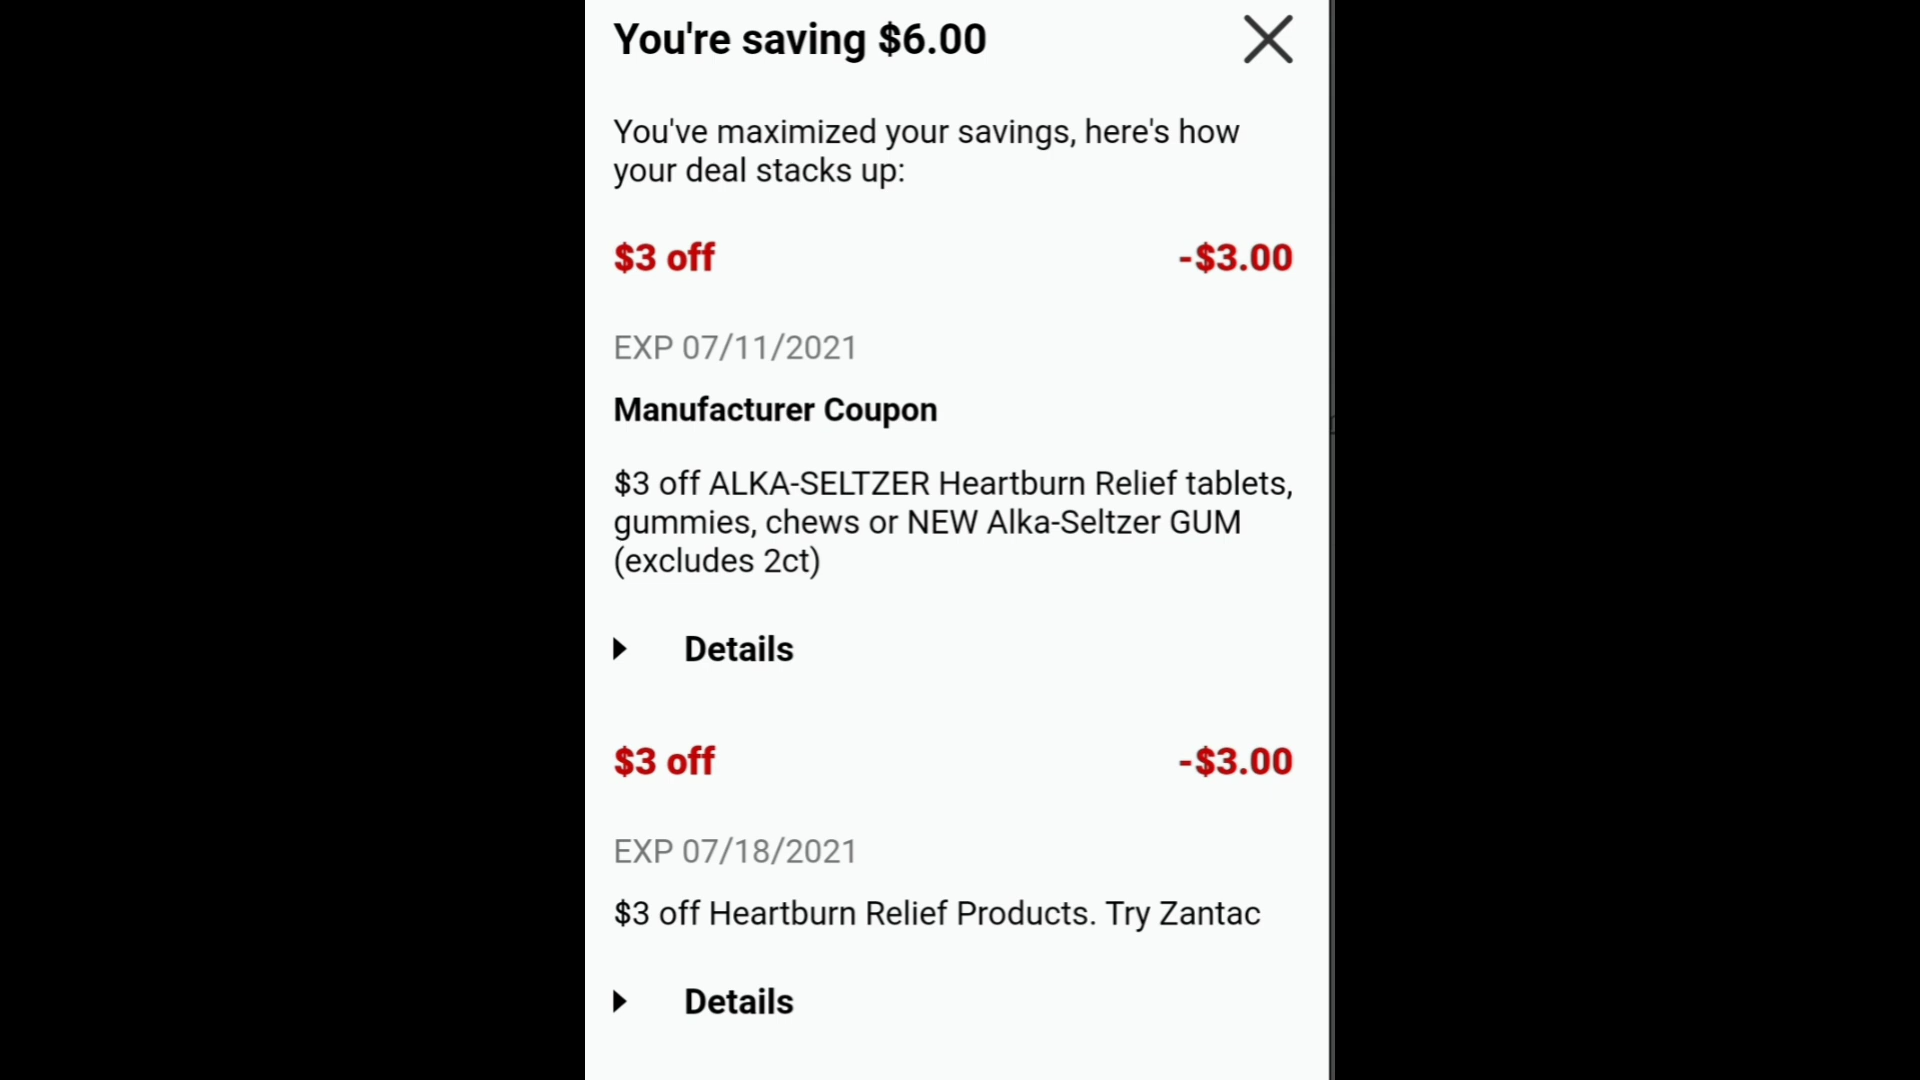 You're saving $6.00
You've maximized your savings, here's how
your deal stacks up:
$3 off -$3.00
EXP 07/11/2021
Manufacturer Coupon
$3 off ALKA-SELTZER Heartburn Relief tablets,
gummies, chews or NEW Alka-Seltzer GUM
(excludes 2ct)
Details
$3 off -$3.00
EXP 07/18/2021
$3 off Heartburn Relief Products. Try Zantac
Details